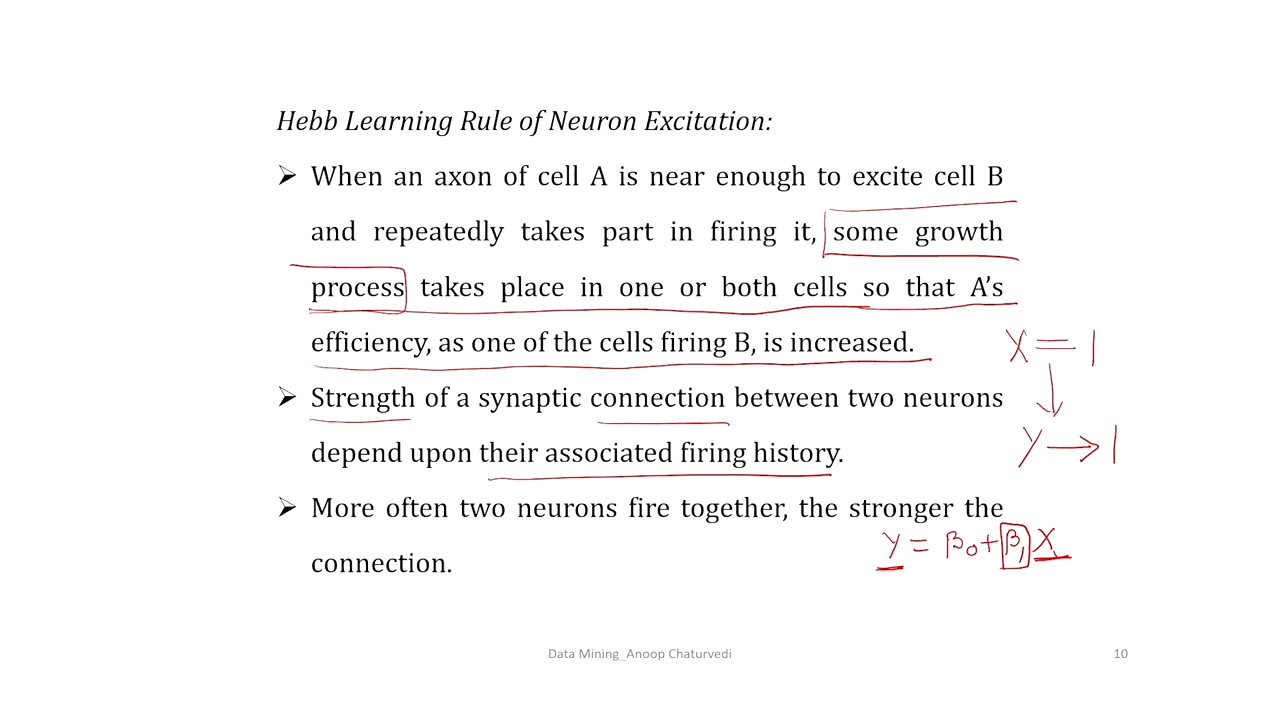 Hebb Learning Rule of Neuron Excitation:
➢ When an axon of cell A is near enough to excite cell B
and repeatedly takes part in firing it, some growth
process takes place in one or both cells so that A's
efficiency, as one of the cells firing B, is increased.
X = 1
↓
➢ Strength of a synaptic connection between two neurons
Y → 1
depend upon their associated firing history.
➢ More often two neurons fire together, the stronger the
Y = β₀ + β₁ X
connection.
Data Mining_Anoop Chaturvedi
10